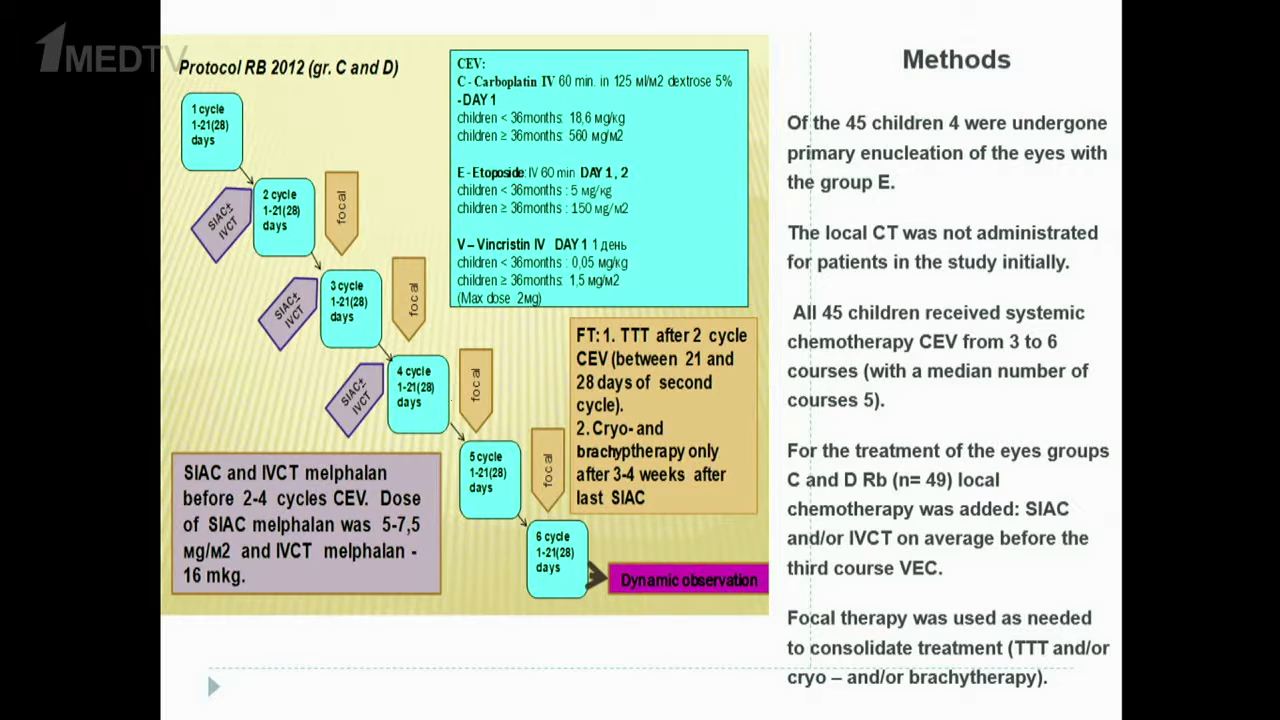 1MEDTV
Protocol RB 2012 (gr. C and D)
1 cycle
1-21(28)
days
SIAC±
IVCT
2 cycle
1-21(28)
days
focal
SIAC±
IVCT
3 cycle
1-21(28)
days
focal
SIAC±
IVCT
4 cycle
1-21(28)
days
focal
5 cycle
1-21(28)
days
focal
6 cycle
1-21(28)
days
Dynamic observation
CEV:
C - Carboplatin IV 60 min. in 125 мl/м2 dextrose 5%
-DAY 1
children < 36months: 18,6 мg/kg
children ≥ 36months: 560 мg/м2
E - Etoposide: IV 60 min DAY 1 , 2
children < 36months : 5 мg/кg
children ≥ 36months : 150 мg/м2
V – Vincristin IV DAY 1 1 день
children < 36months : 0,05 мg/kg
children ≥ 36months : 1,5 мg/м2
(Max dose 2мg)
FT: 1. TTT after 2 cycle
CEV (between 21 and
28 days of second
cycle).
2. Cryo- and
brachyptherapy only
after 3-4 weeks after
last SIAC
SIAC and IVCT melphalan
before 2-4 cycles CEV. Dose
of SIAC melphalan was 5-7,5
мg/м2 and IVCT melphalan -
16 mkg.
Methods
Of the 45 children 4 were undergone
primary enucleation of the eyes with
the group E.
The local CT was not administrated
for patients in the study initially.
All 45 children received systemic
chemotherapy CEV from 3 to 6
courses (with a median number of
courses 5).
For the treatment of the eyes groups
C and D Rb (n= 49) local
chemotherapy was added: SIAC
and/or IVCT on average before the
third course VEC.
Focal therapy was used as needed
to consolidate treatment (TTT and/or
cryo – and/or brachytherapy).